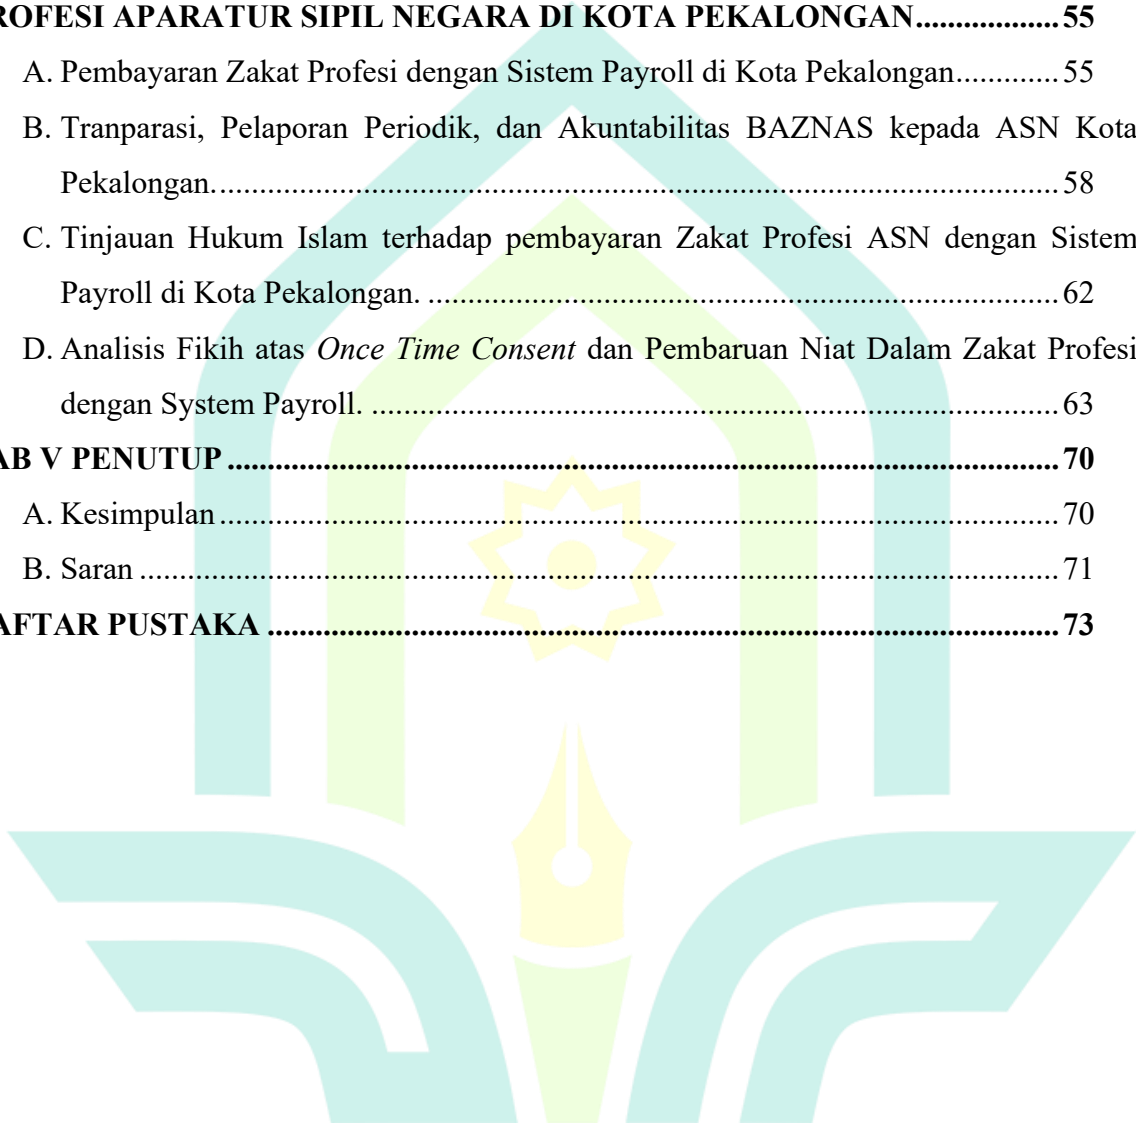 ROFESI APARATUR SIPIL NEGARA DI KOTA PEKALONGAN.................. 55
A. Pembayaran Zakat Profesi dengan Sistem Payroll di Kota Pekalongan............. 55
B. Tranparasi, Pelaporan Periodik, dan Akuntabilitas BAZNAS kepada ASN Kota
Pekalongan.......................................................................................................... 58
C. Tinjauan Hukum Islam terhadap pembayaran Zakat Profesi ASN dengan Sistem
Payroll di Kota Pekalongan. ............................................................................... 62
D. Analisis Fikih atas Once Time Consent dan Pembaruan Niat Dalam Zakat Profesi
dengan System Payroll. ...................................................................................... 63
AB V PENUTUP ......................................................................................................... 70
A. Kesimpulan ......................................................................................................... 70
B. Saran ................................................................................................................... 71
AFTAR PUSTAKA .................................................................................................... 73